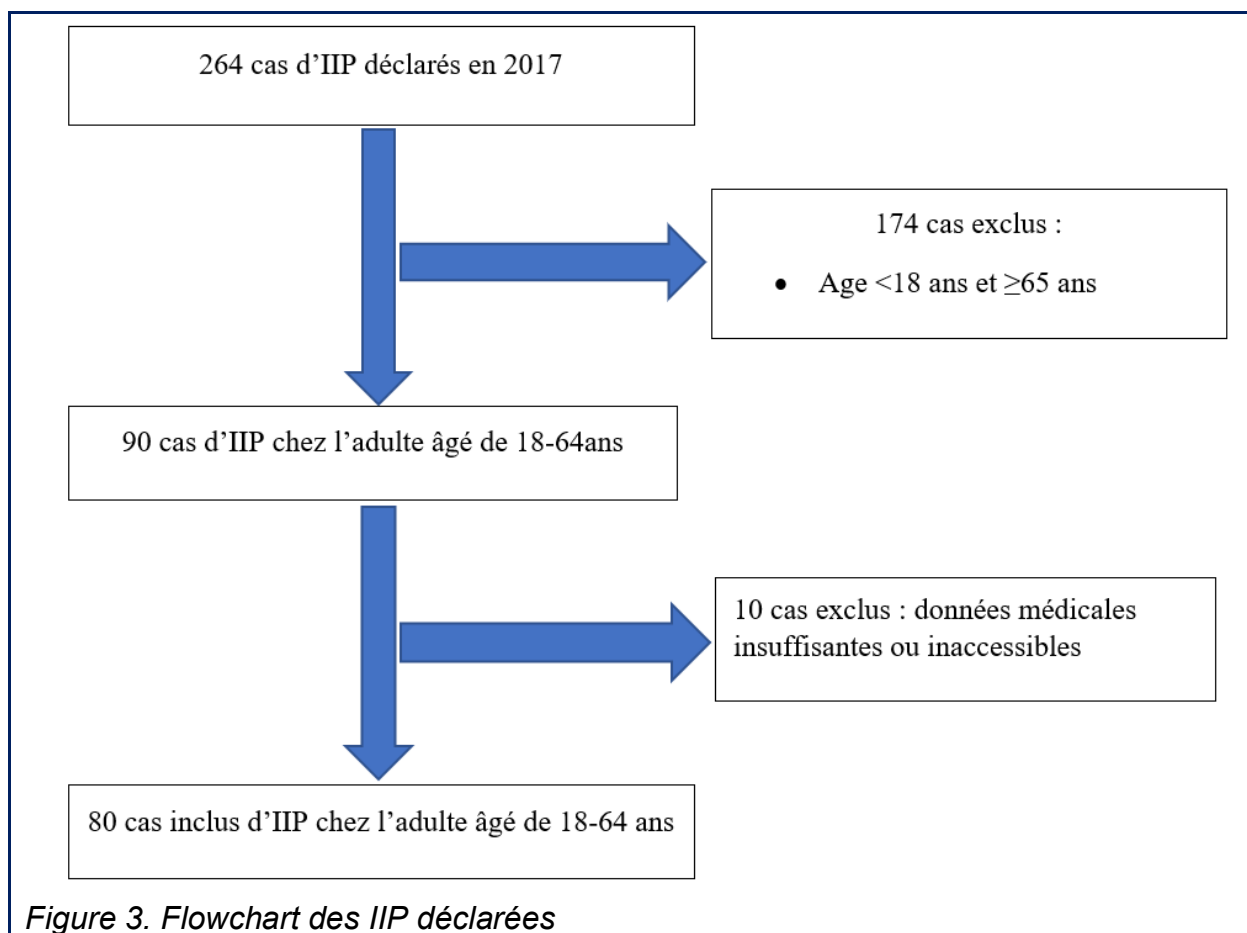 264 cas d’IIP déclarés en 2017
174 cas exclus :
• Age <18 ans et ≥65 ans
90 cas d’IIP chez l’adulte âgé de 18-64ans
10 cas exclus : données médicales
insuffisantes ou inaccessibles
80 cas inclus d’IIP chez l’adulte âgé de 18-64 ans
Figure 3. Flowchart des IIP déclarées